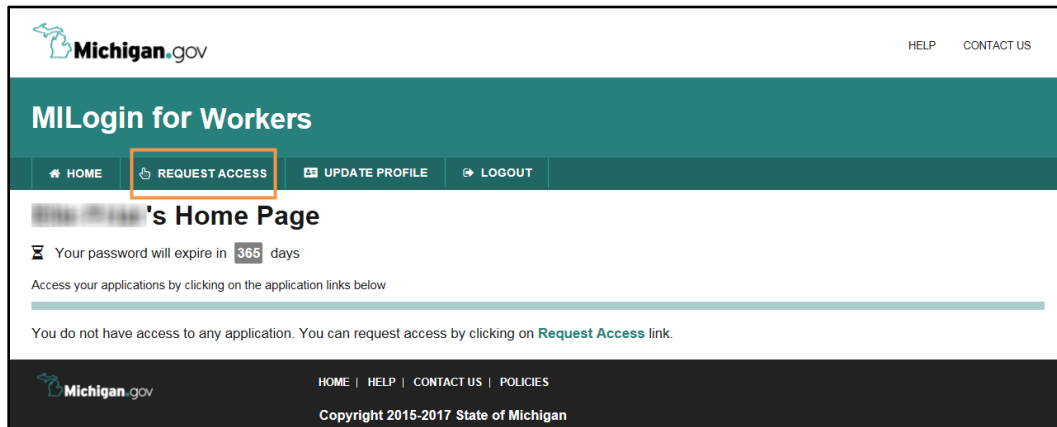 Michigan.gov
HELP CONTACT US
MILogin for Workers
HOME REQUEST ACCESS UPDATE PROFILE LOGOUT
's Home Page
Your password will expire in 365 days
Access your applications by clicking on the application links below
You do not have access to any application. You can request access by clicking on Request Access link.
Michigan.gov
HOME | HELP | CONTACT US | POLICIES
Copyright 2015-2017 State of Michigan